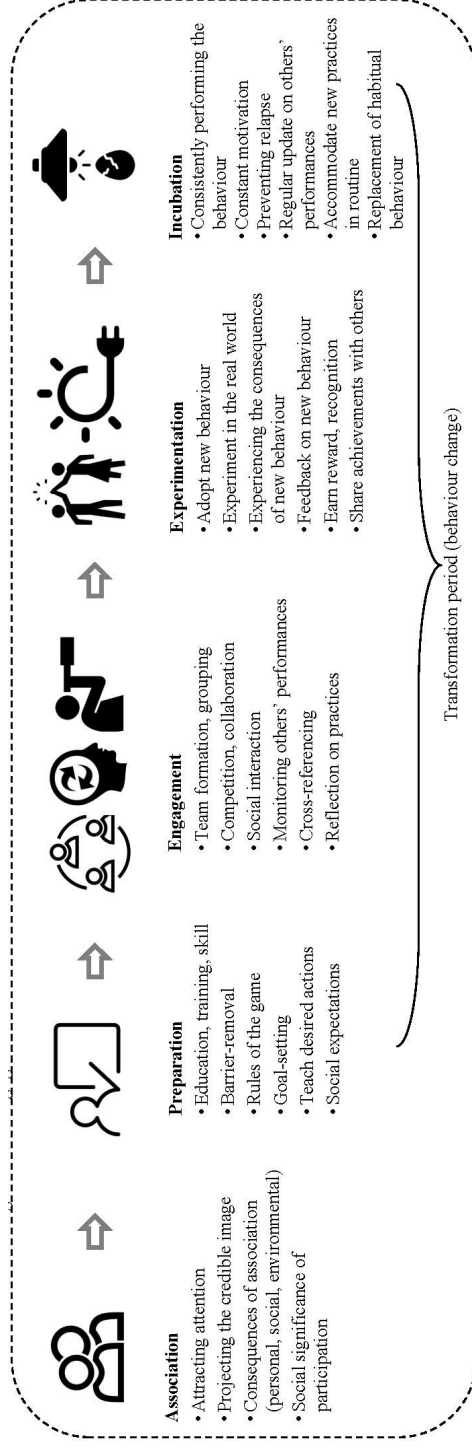 Association
• Attracting attention
• Projecting the credible image
• Consequences of association
(personal, social, environmental)
• Social significance of
participation
Preparation
• Education, training, skill
• Barrier-removal
• Rules of the game
• Goal-setting
• Teach desired actions
• Social expectations
Engagement
• Team formation, grouping
• Competition, collaboration
• Social interaction
• Monitoring others’ performances
• Cross-referencing
• Reflection on practices
Experimentation
• Adopt new behaviour
• Experiment in the real world
• Experiencing the consequences
of new behaviour
• Feedback on new behaviour
• Earn reward, recognition
• Share achievements with others
Incubation
• Consistently performing the
behaviour
• Constant motivation
• Preventing relapse
• Regular update on others’
performances
• Accommodate new practices
in routine
• Replacement of habitual
behaviour
Transformation period (behaviour change)